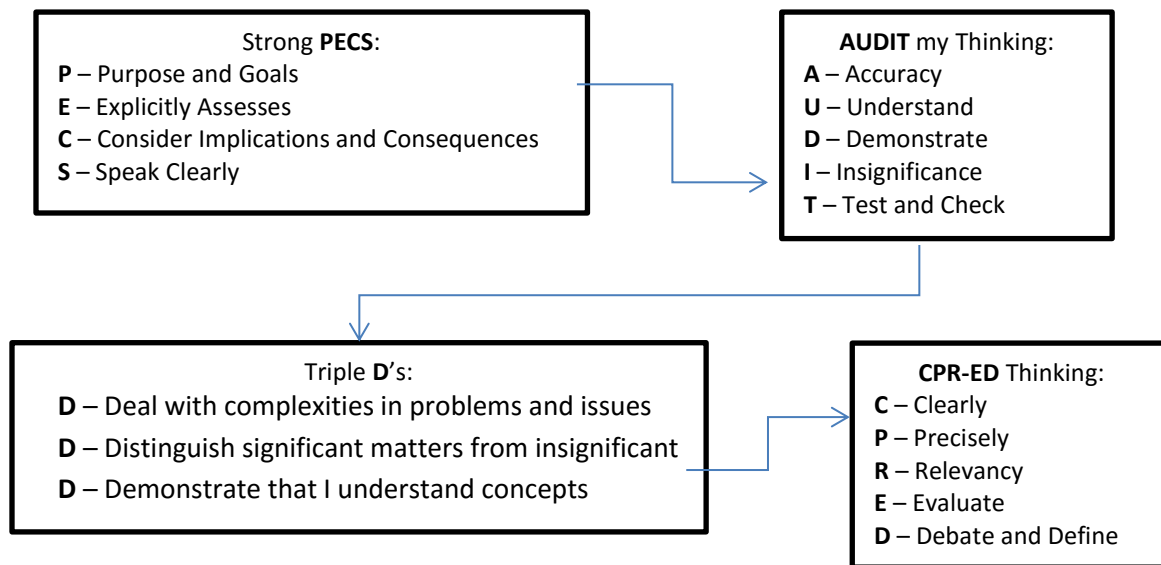 Strong PECS:
P – Purpose and Goals
E – Explicitly Assesses
C – Consider Implications and Consequences
S – Speak Clearly
AUDIT my Thinking:
A – Accuracy
U – Understand
D – Demonstrate
I – Insignificance
T – Test and Check
Triple D's:
D – Deal with complexities in problems and issues
D – Distinguish significant matters from insignificant
D – Demonstrate that I understand concepts
CPR-ED Thinking:
C – Clearly
P – Precisely
R – Relevancy
E – Evaluate
D – Debate and Define